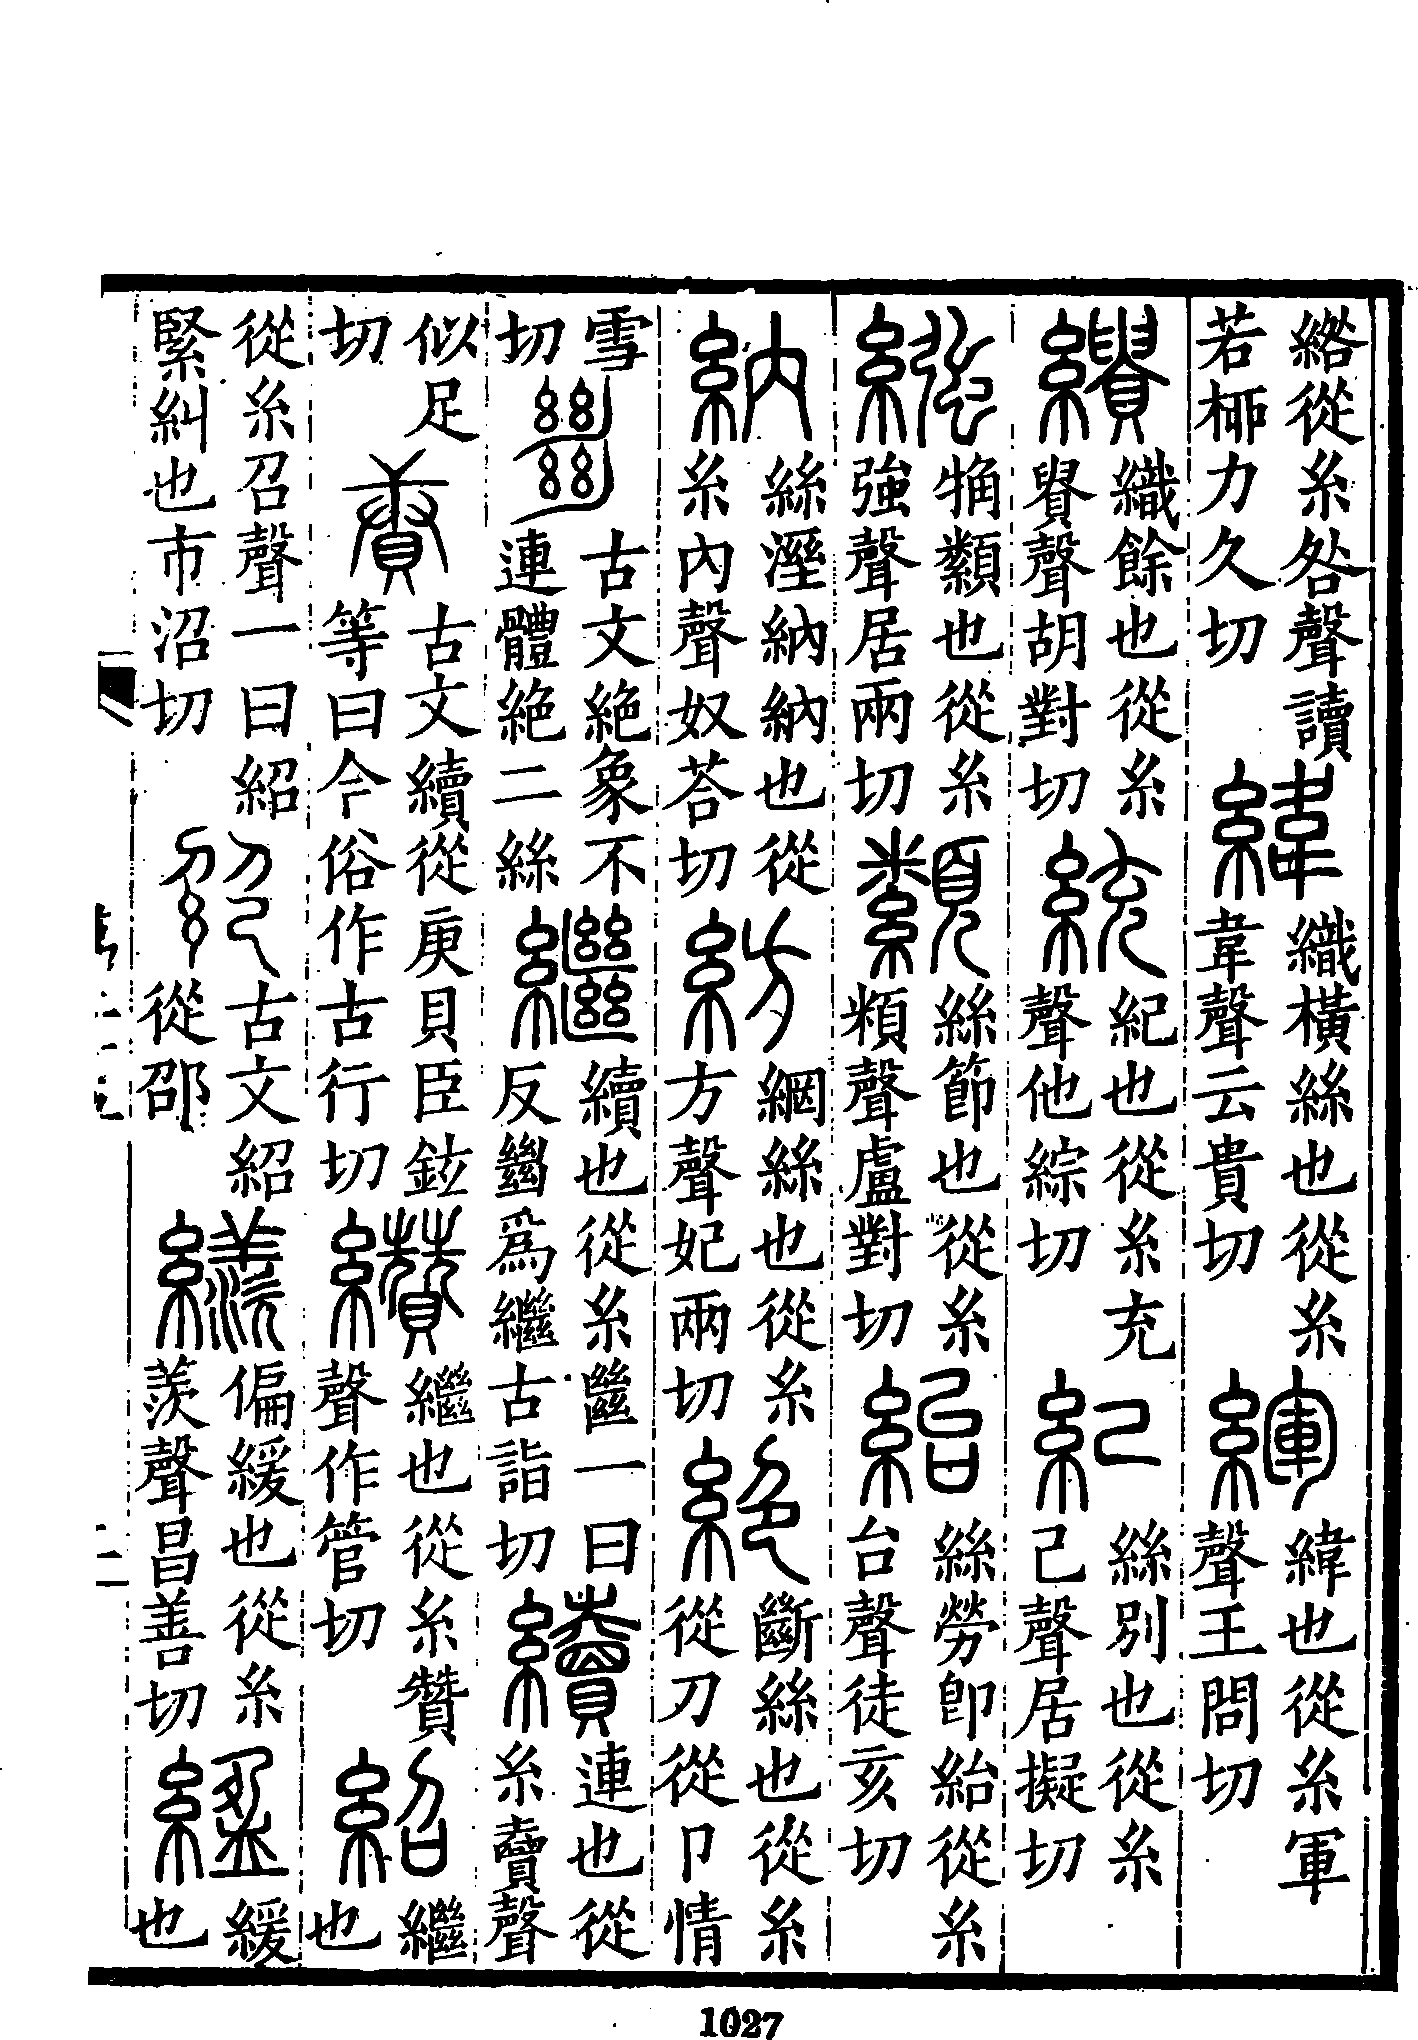 綹從糸咎聲讀若桺力久切 緯 織橫絲也從糸韋聲云貴切 緷 緯也從糸軍聲王問切
繢 織餘也從糸貴聲胡對切 統 紀也從糸充聲他綜切 紀 絲別也從糸己聲居擬切
繈 觕纇也從糸強聲居兩切 纇 絲節也從糸頪聲盧對切 紿 絲勞卽紿從糸台聲徒亥切
納 絲溼納納也從糸內聲奴荅切 紡 網絲也從糸方聲妃兩切 絕 斷絲也從糸從刀從卩情
雪切 𢇍 古文絕象不連體絕二絲 繼 續也從糸㡭一曰反𢇍爲繼古詣切 續 連也從糸𧶠聲
似足切 賡 古文續從庚貝臣鉉等曰今俗作古行切 纘 繼也從糸贊聲作管切 紹 繼也
從糸召聲一曰紹緊糾也市沼切 古文紹從邵 䌠 偏緩也從糸羨聲昌善切 緩也
1027